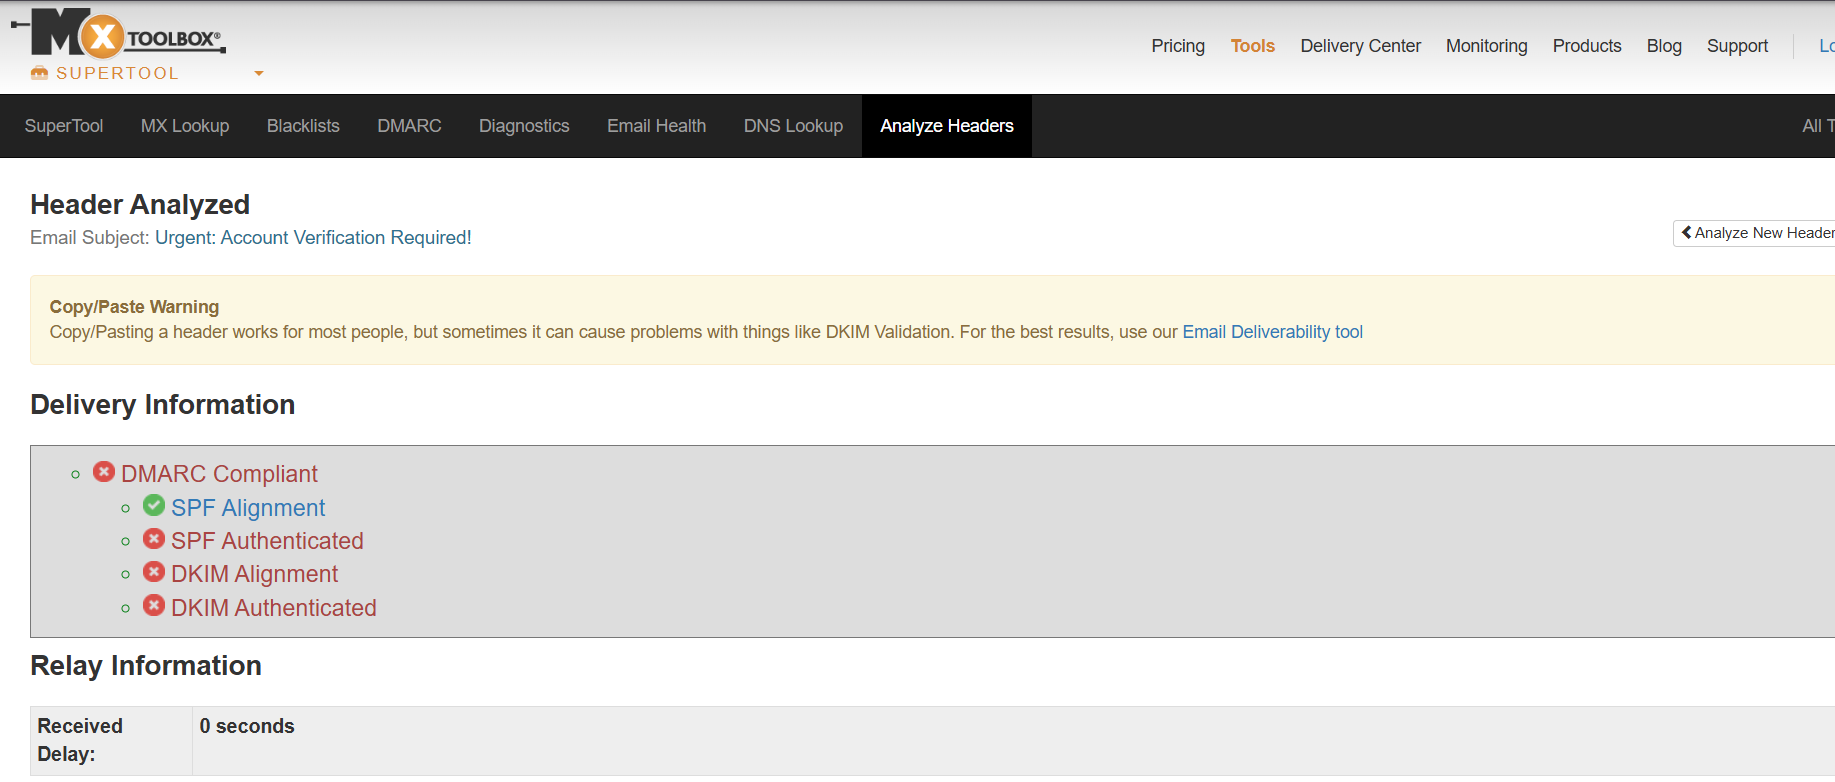 MX TOOLBOX®
SUPERTOOL
Pricing Tools Delivery Center Monitoring Products Blog Support Lo
SuperTool MX Lookup Blacklists DMARC Diagnostics Email Health DNS Lookup Analyze Headers All T
Header Analyzed
Email Subject: Urgent: Account Verification Required!
Analyze New Header
Copy/Paste Warning
Copy/Pasting a header works for most people, but sometimes it can cause problems with things like DKIM Validation. For the best results, use our Email Deliverability tool
Delivery Information
DMARC Compliant
SPF Alignment
SPF Authenticated
DKIM Alignment
DKIM Authenticated
Relay Information
Received 0 seconds
Delay: